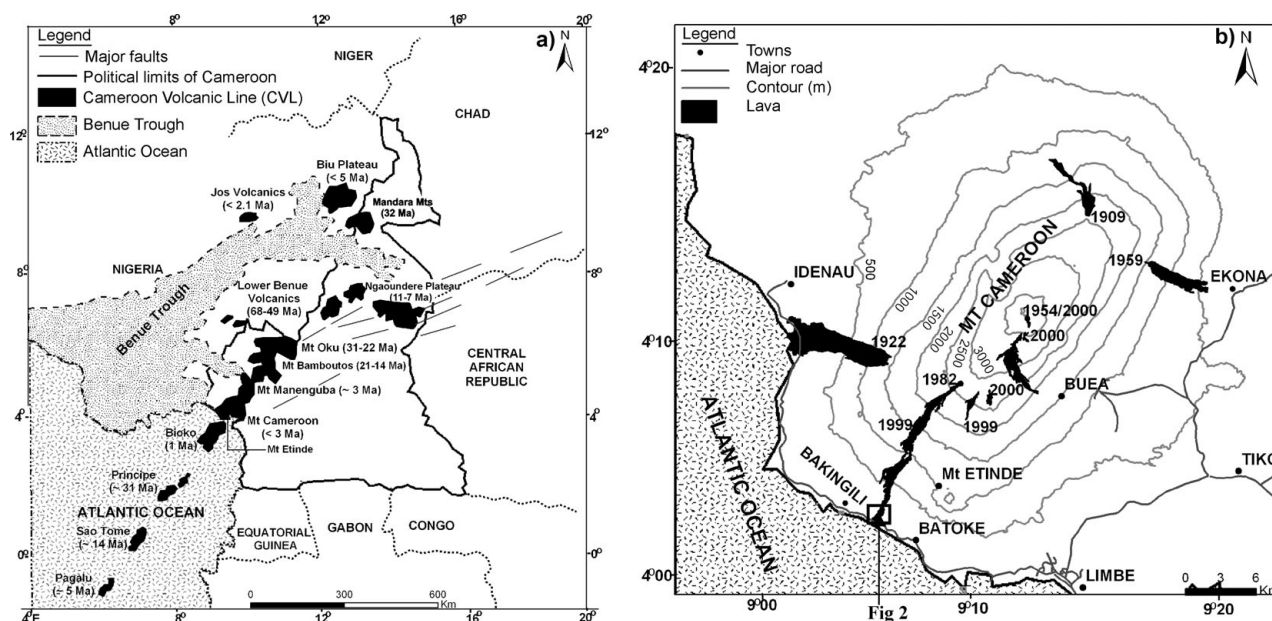 8°
12°
16°
20°
Legend
Major faults
Political limits of Cameroon
Cameroon Volcanic Line (CVL)
Benue Trough
Atlantic Ocean
a)
N
NIGER
CHAD
12°
12°
Biu Plateau
(< 5 Ma)
Jos Volcanics
(< 2.1 Ma)
Mandara Mts
(32 Ma)
8°
8°
NIGERIA
Lower Benue
Volcanics
(68-49 Ma)
Ngaoundere Plateau
(11-7 Ma)
Benue Trough
Mt Oku (31-22 Ma)
Mt Bamboutos (21-14 Ma)
Mt Manenguba (~ 3 Ma)
CENTRAL
AFRICAN
REPUBLIC
4°
4°
Mt Cameroon
(< 3 Ma)
Mt Etinde
Bioko
(1 Ma)
Principe
(~ 31 Ma)
ATLANTIC OCEAN
Sao Tome
(~ 14 Ma)
EQUATORIAL
GUINEA
GABON
CONGO
0°
0°
Pagalu
(~ 5 Ma)
0
300
600
Km
4°E
8°
12°
16°
20°
Legend
Towns
Major road
Contour (m)
Lava
b)
N
4°20
1909
1959
EKONA
IDENAU
500
1000
1500
2000
2500
3000
MT CAMEROON
1954/2000
2000
4°10
1922
1982
2000
BUEA
1999
1999
ATLANTIC OCEAN
BAKINGILI
Mt ETINDE
TIKO
BATOKE
4°00
LIMBE
0 3 6
Km
9°00
9°10
9°20
Fig 2